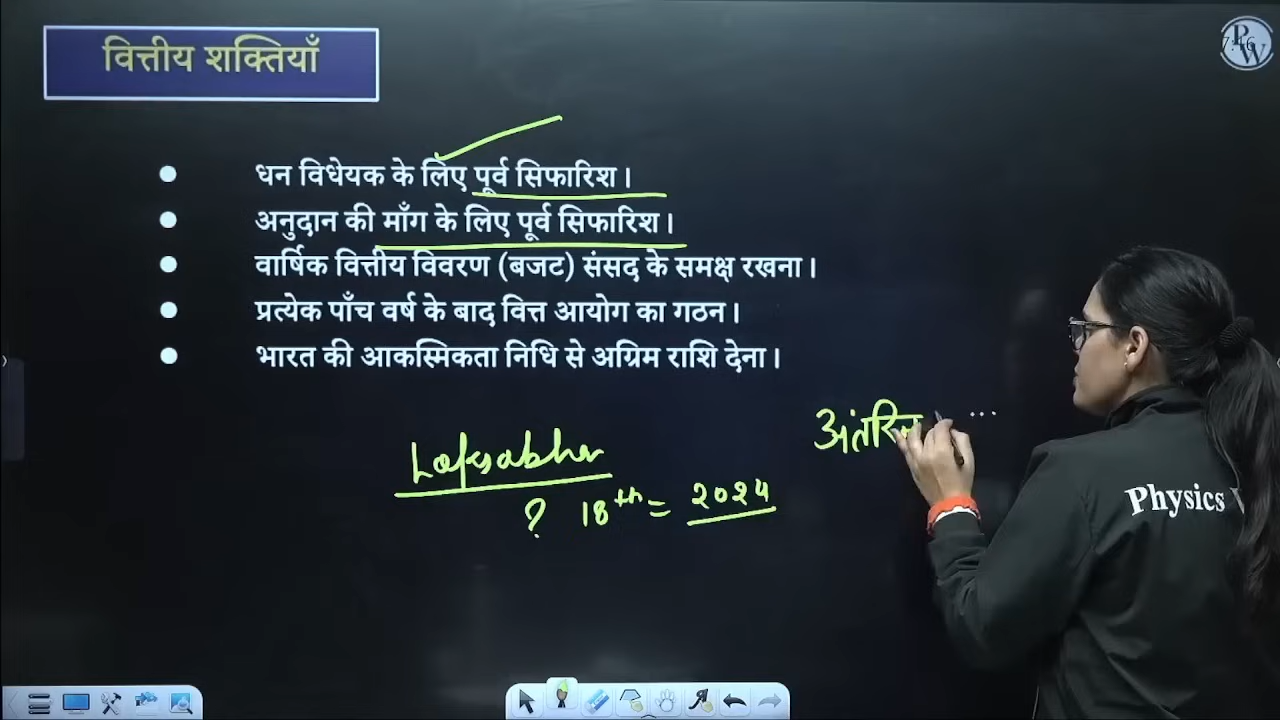 वित्तीय शक्तियाँ
धन विधेयक के लिए पूर्व सिफारिश।
अनुदान की माँग के लिए पूर्व सिफारिश।
वार्षिक वित्तीय विवरण (बजट) संसद के समक्ष रखना।
प्रत्येक पाँच वर्ष के बाद वित्त आयोग का गठन।
भारत की आकस्मिकता निधि से अग्रिम राशि देना।
Loksabha
? 18th = 2024
Physics
PW